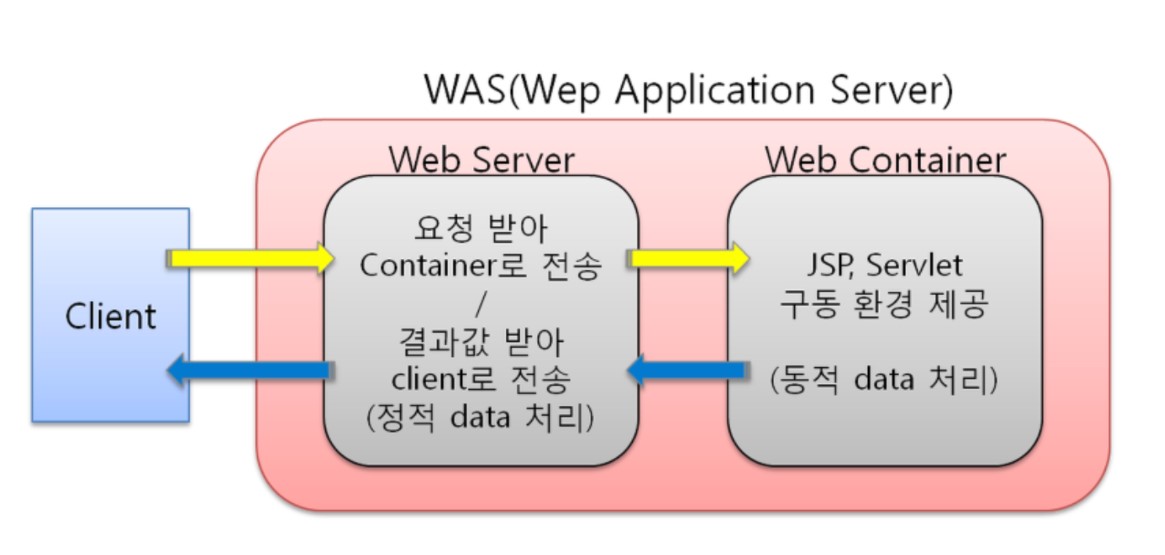 WAS(Wep Application Server)
Web Server
Web Container
Client
요청 받아
Container로 전송
/
결과값 받아
client로 전송
(정적 data 처리)
JSP, Servlet
구동 환경 제공
(동적 data 처리)